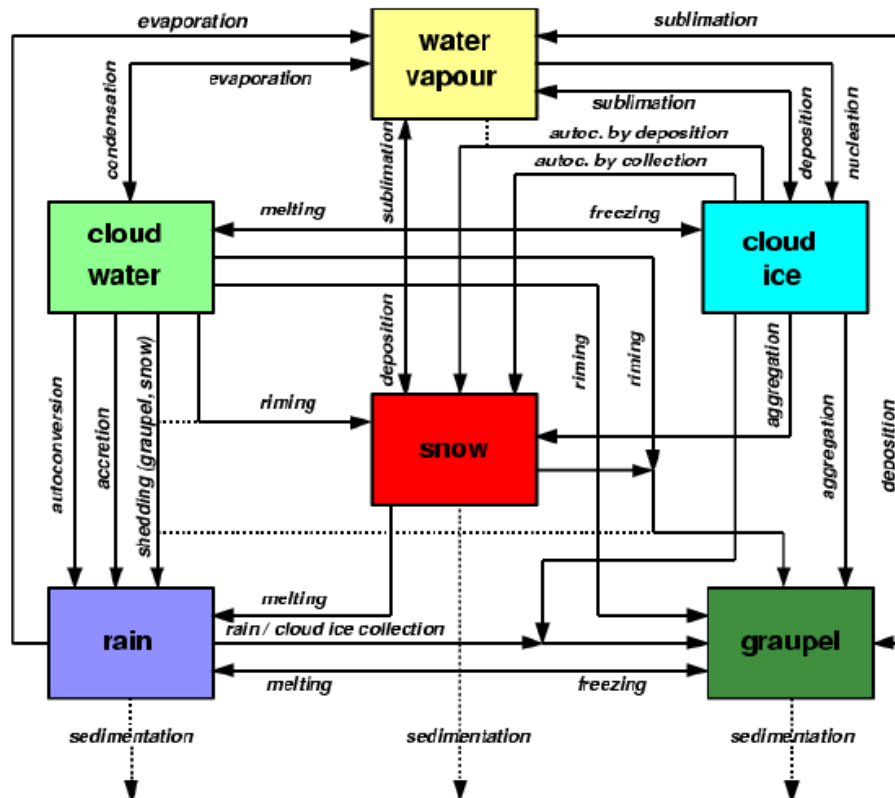 evaporation
water
vapour
sublimation
evaporation
sublimation
condensation
sublimation
autoc. by deposition
autoc. by collection
deposition
nucleation
cloud
water
melting
freezing
cloud
ice
deposition
riming
riming
aggregation
aggregation
deposition
riming
snow
autoconversion
accretion
shedding (graupel, snow)
melting
rain
rain / cloud ice collection
graupel
melting
freezing
sedimentation
sedimentation
sedimentation